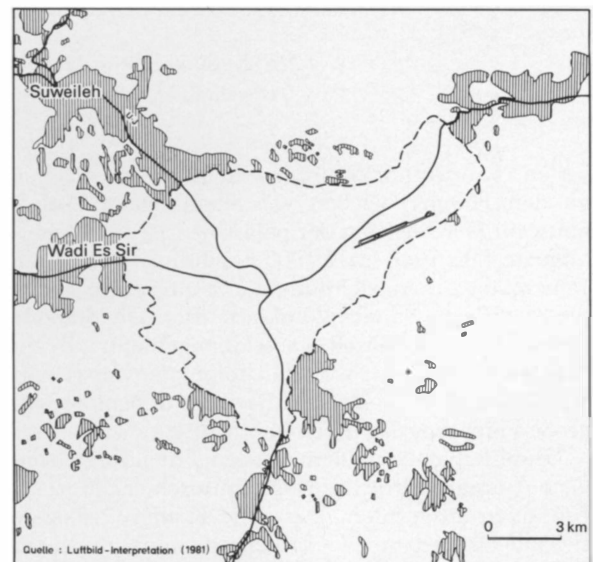 Suweileh
Wadi Es Sir
0 3 km
Quelle : Luftbild-Interpretation (1981)